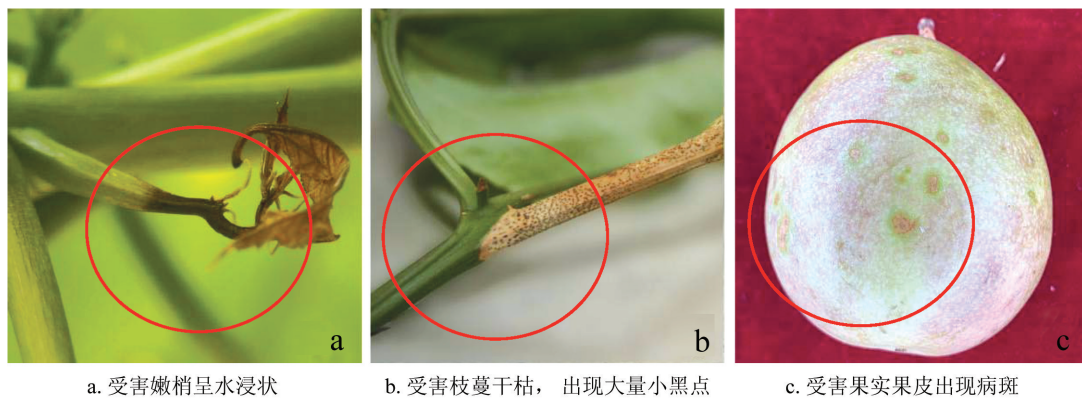 a
b
c
a. 受害嫩梢呈水浸状
b. 受害枝蔓干枯, 出现大量小黑点
c. 受害果实果皮出现病斑